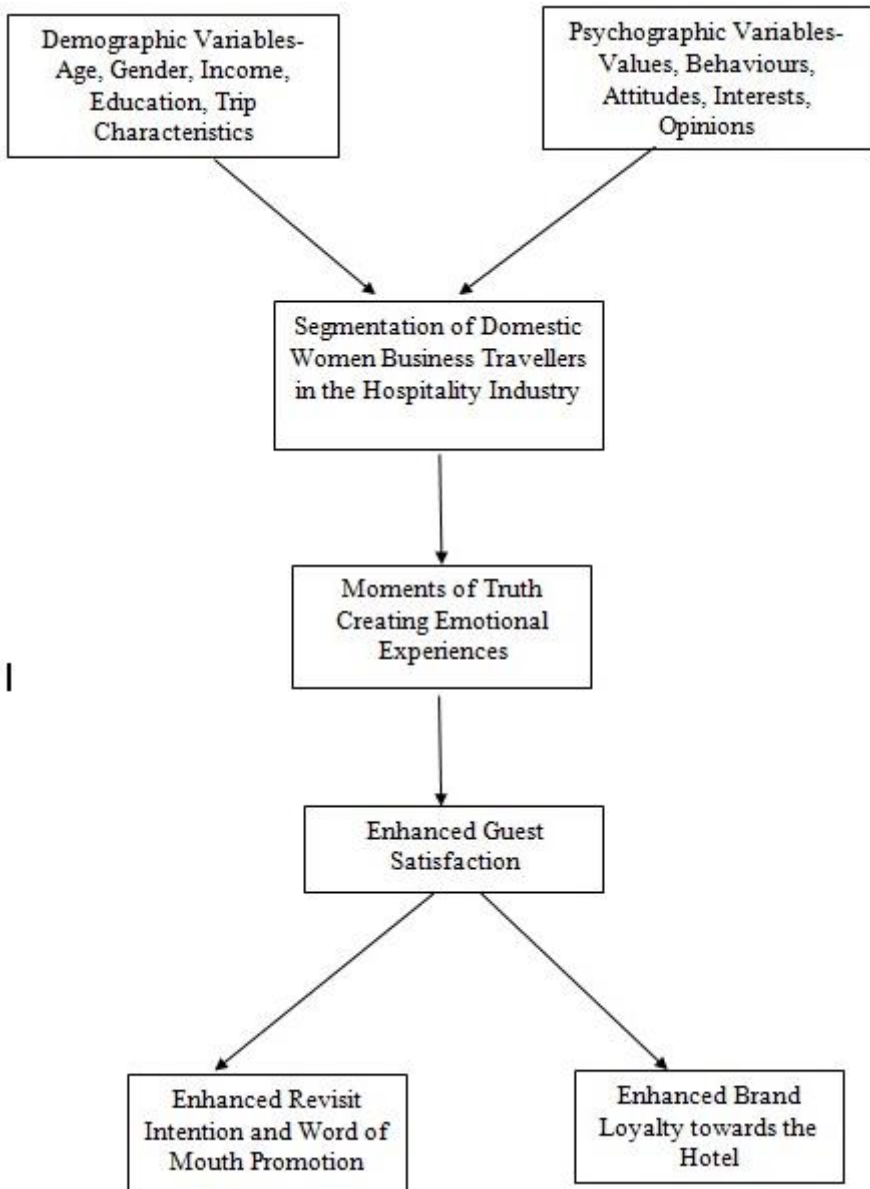 Demographic Variables-
Age, Gender, Income,
Education, Trip
Characteristics
Psychographic Variables-
Values, Behaviours,
Attitudes, Interests,
Opinions
Segmentation of Domestic
Women Business Travellers
in the Hospitality Industry
Moments of Truth
Creating Emotional
Experiences
Enhanced Guest
Satisfaction
Enhanced Revisit
Intention and Word of
Mouth Promotion
Enhanced Brand
Loyalty towards the
Hotel